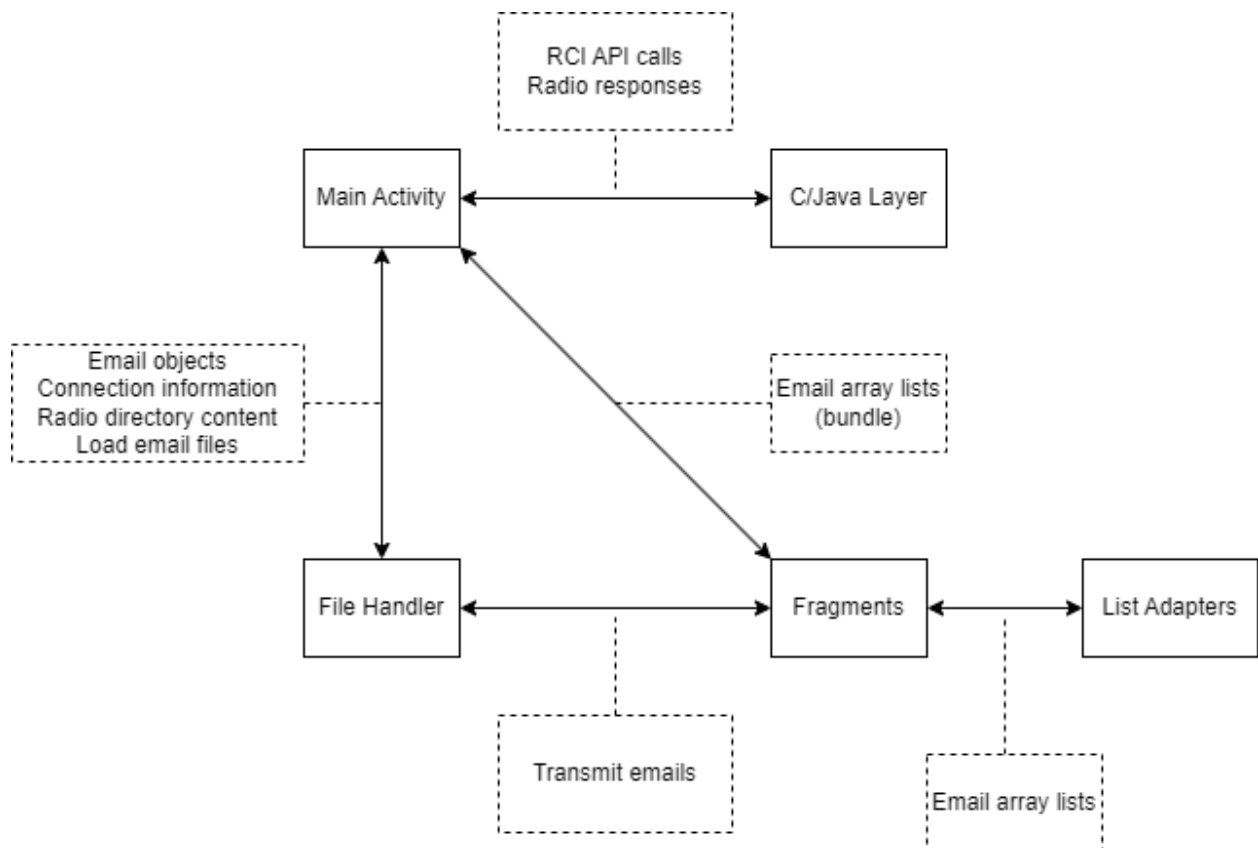 RCI API calls
Radio responses
Main Activity
C/Java Layer
Email objects
Connection information
Radio directory content
Load email files
Email array lists
(bundle)
File Handler
Fragments
List Adapters
Transmit emails
Email array lists